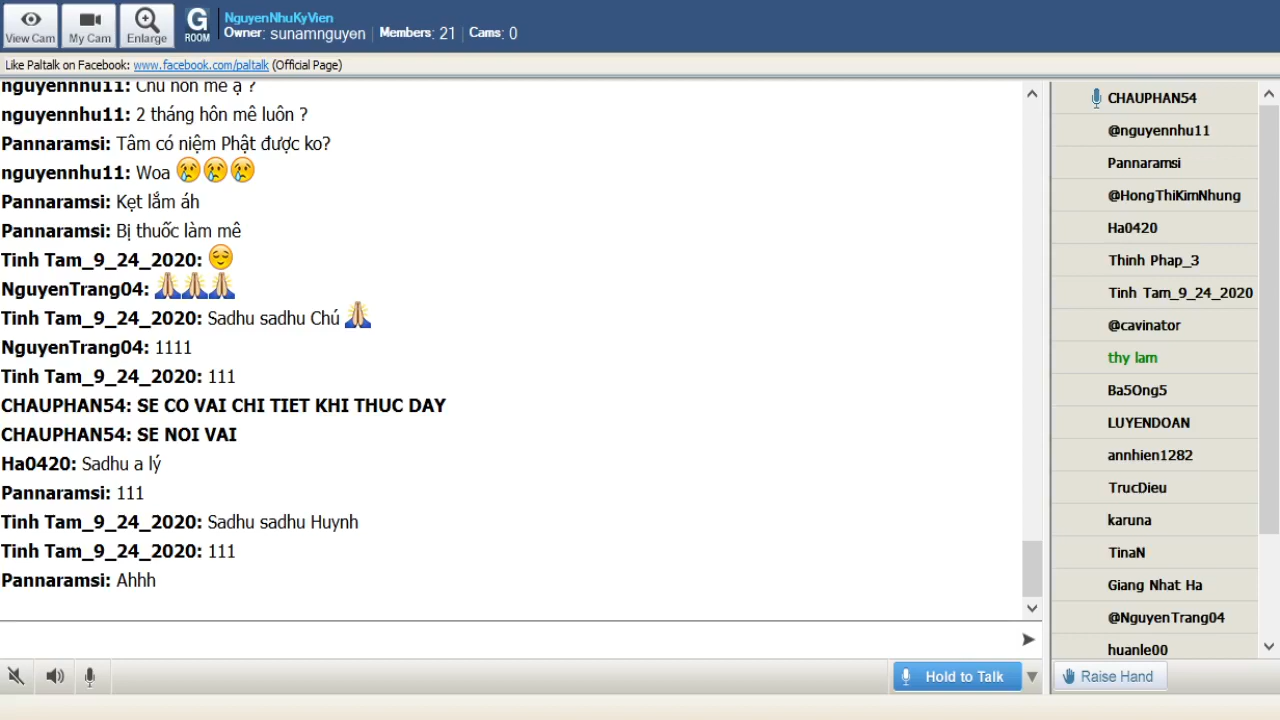 NguyenNhuKyVien
View Cam
My Cam
Enlarge
G
ROOM
Owner: sunamnguyen
Members: 21
Cams: 0
Like Paltalk on Facebook: www.facebook.com/paltalk (Official Page)
nguyennhu11: Chú hôn mê ạ ?
nguyennhu11: 2 tháng hôn mê luôn ?
Pannaramsi: Tâm có niệm Phật được ko?
nguyennhu11: Woa
Pannaramsi: Kẹt lắm áh
Pannaramsi: Bị thuốc làm mê
Tinh Tam_9_24_2020:
NguyenTrang04:
Tinh Tam_9_24_2020: Sadhu sadhu Chú
NguyenTrang04: 1111
Tinh Tam_9_24_2020: 111
CHAUPHAN54: SE CO VAI CHI TIET KHI THUC DAY
CHAUPHAN54: SE NOI VAI
Ha0420: Sadhu a lý
Pannaramsi: 111
Tinh Tam_9_24_2020: Sadhu sadhu Huynh
Tinh Tam_9_24_2020: 111
Pannaramsi: Ahhh
Hold to Talk
CHAUPHAN54
@nguyennhu11
Pannaramsi
@HongThiKimNhung
Ha0420
Thinh Phap_3
Tinh Tam_9_24_2020
@cavinator
thy lam
Ba5Ong5
LUYENDOAN
annhien1282
TrucDieu
karuna
TinaN
Giang Nhat Ha
@NguyenTrang04
huanle00
Raise Hand